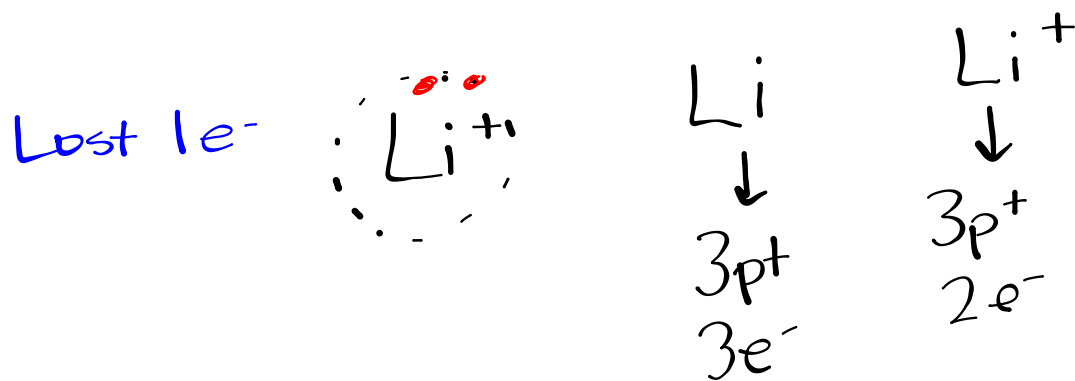 Lost 1e⁻
Li⁺¹
Li
3p⁺
3e⁻
Li⁺
3p⁺
2e⁻